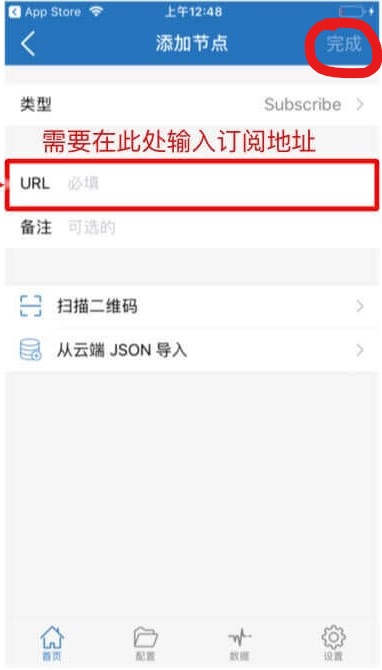 App Store 上午12:48
添加节点 完成
类型 Subscribe
需要在此处输入订阅地址
URL 必填
备注 可选的
扫描二维码
从云端 JSON 导入
首页 配置 数据 设置